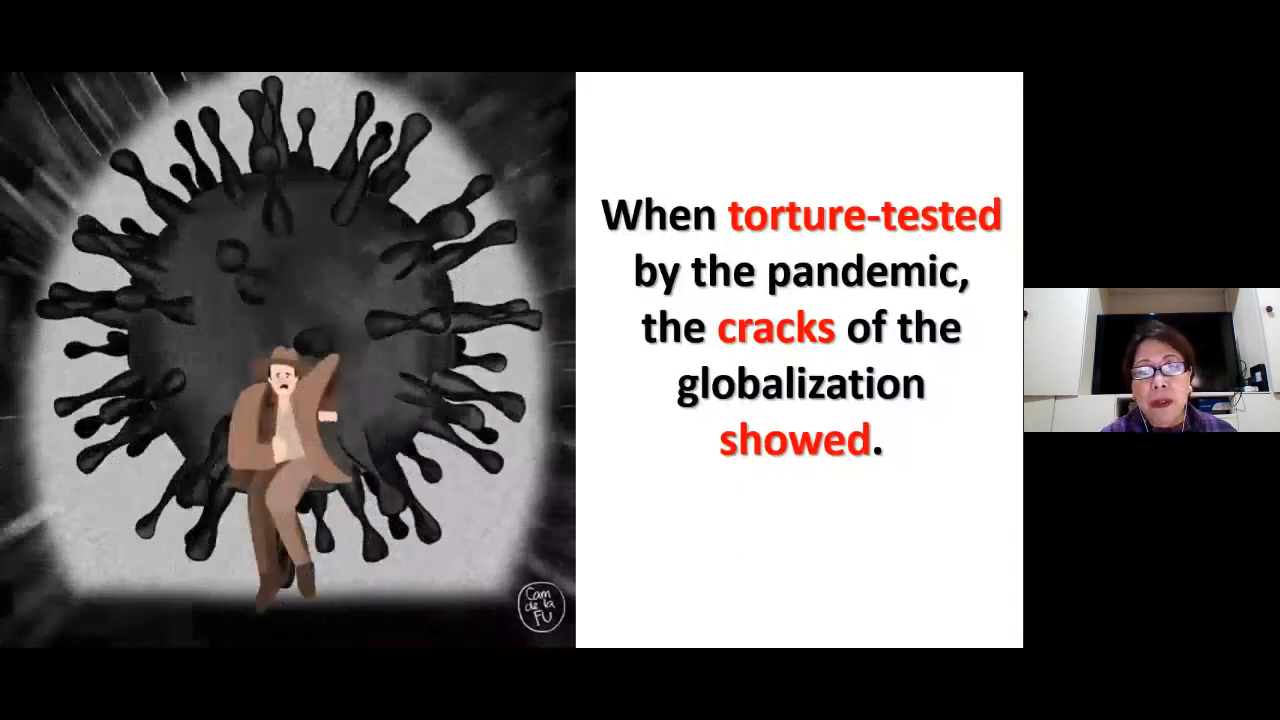 When torture-tested
by the pandemic,
the cracks of the
globalization
showed.
Cam
de la
FU